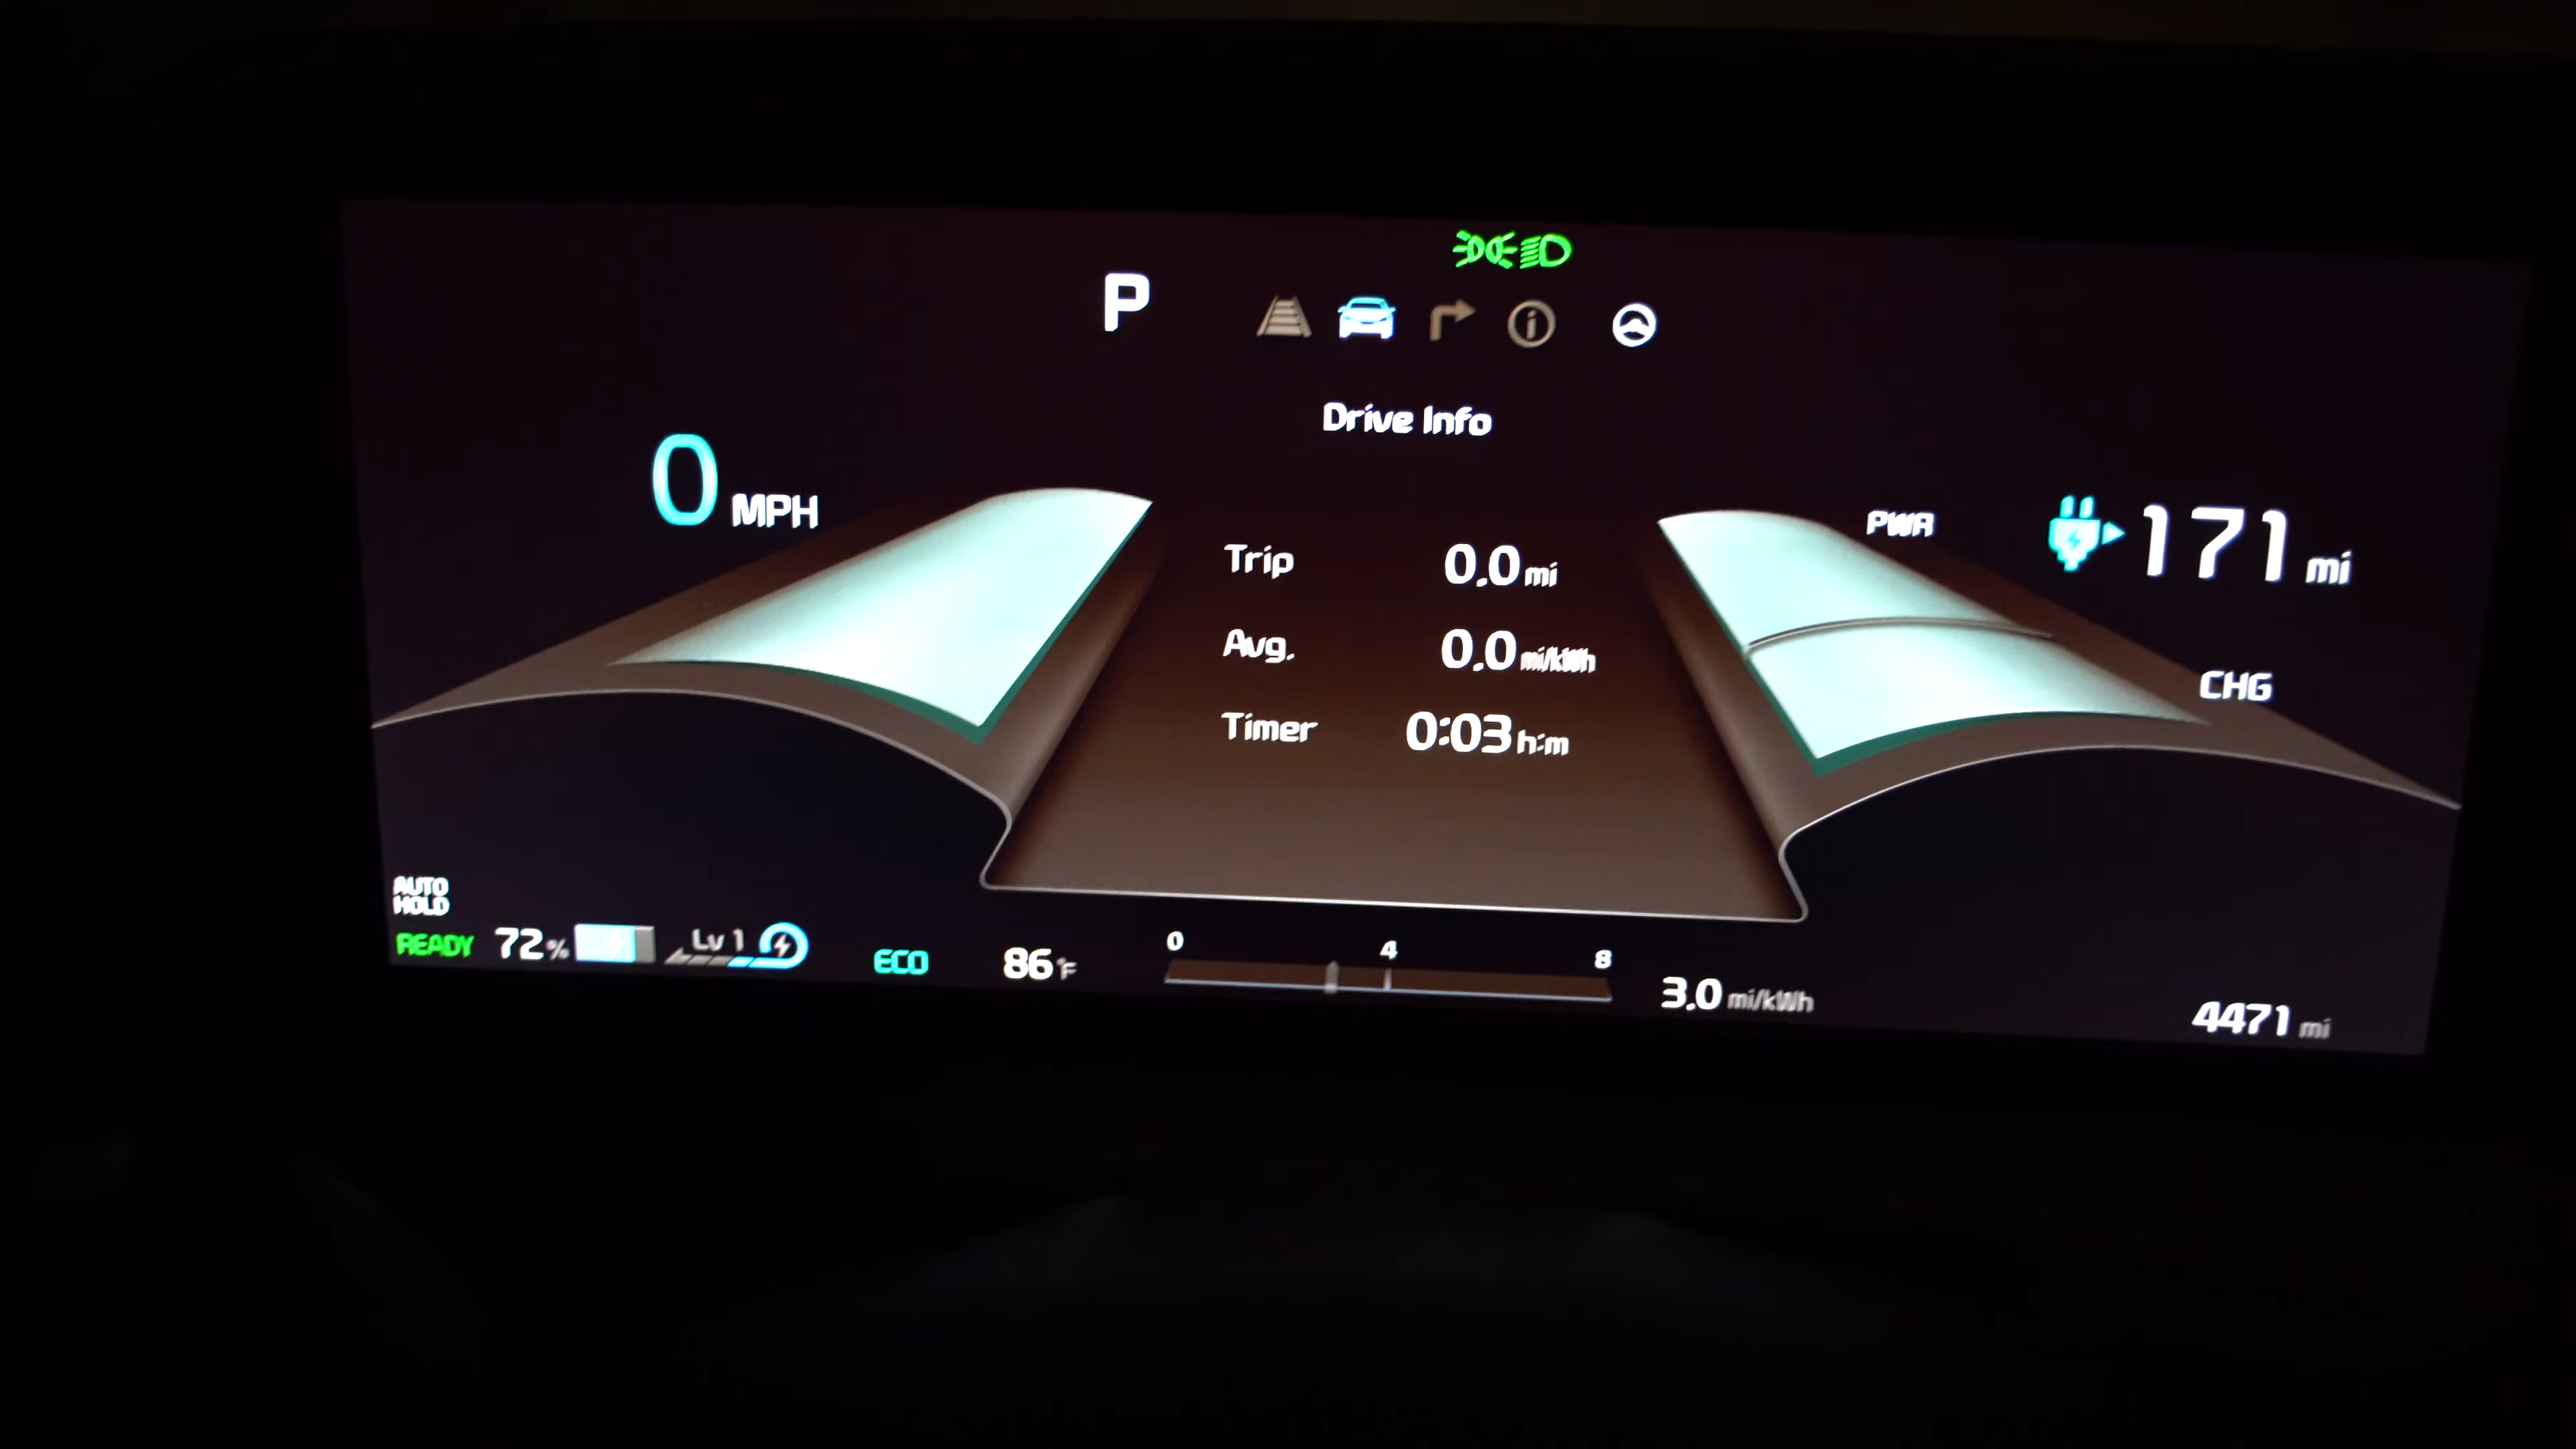 P
Drive Info
0 MPH
PWR
171 mi
Trip 0.0 mi
Avg. 0.0 mi/kWh
CHG
Timer 0:03 h:m
AUTO
HOLD
READY 72% Lv 1 ECO 86°F
0 4 8
3.0 mi/kWh
4471 mi